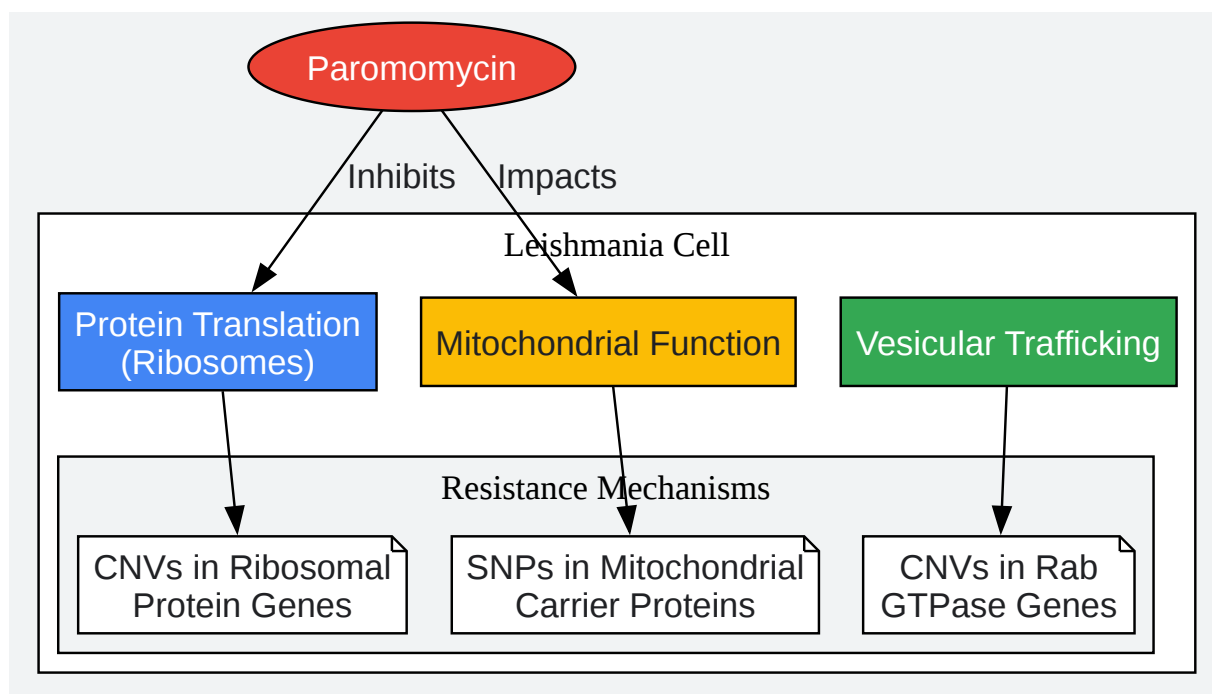 Paromomycin
Inhibits
Impacts
Leishmania Cell
Protein Translation
(Ribosomes)
Mitochondrial Function
Vesicular Trafficking
Resistance Mechanisms
CNVs in Ribosomal
Protein Genes
SNPs in Mitochondrial
Carrier Proteins
CNVs in Rab
GTPase Genes